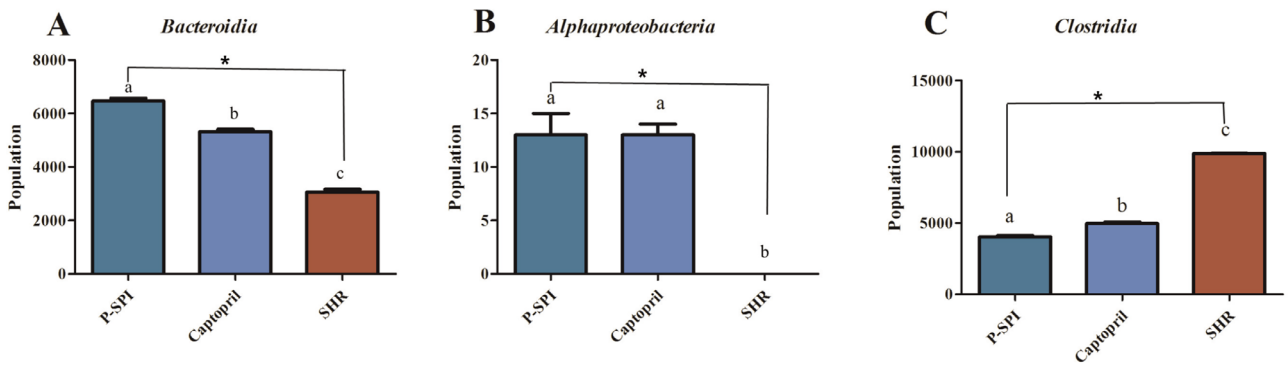 A
Bacteroidia
Population
8000
6000
4000
2000
0
*
a
b
c
P-SPI
Captopril
SHR
B
Alphaproteobacteria
Population
20
15
10
5
0
*
a
a
b
P-SPI
Captopril
SHR
C
Clostridia
Population
15000
10000
5000
0
*
a
b
c
P-SPI
Captopril
SHR